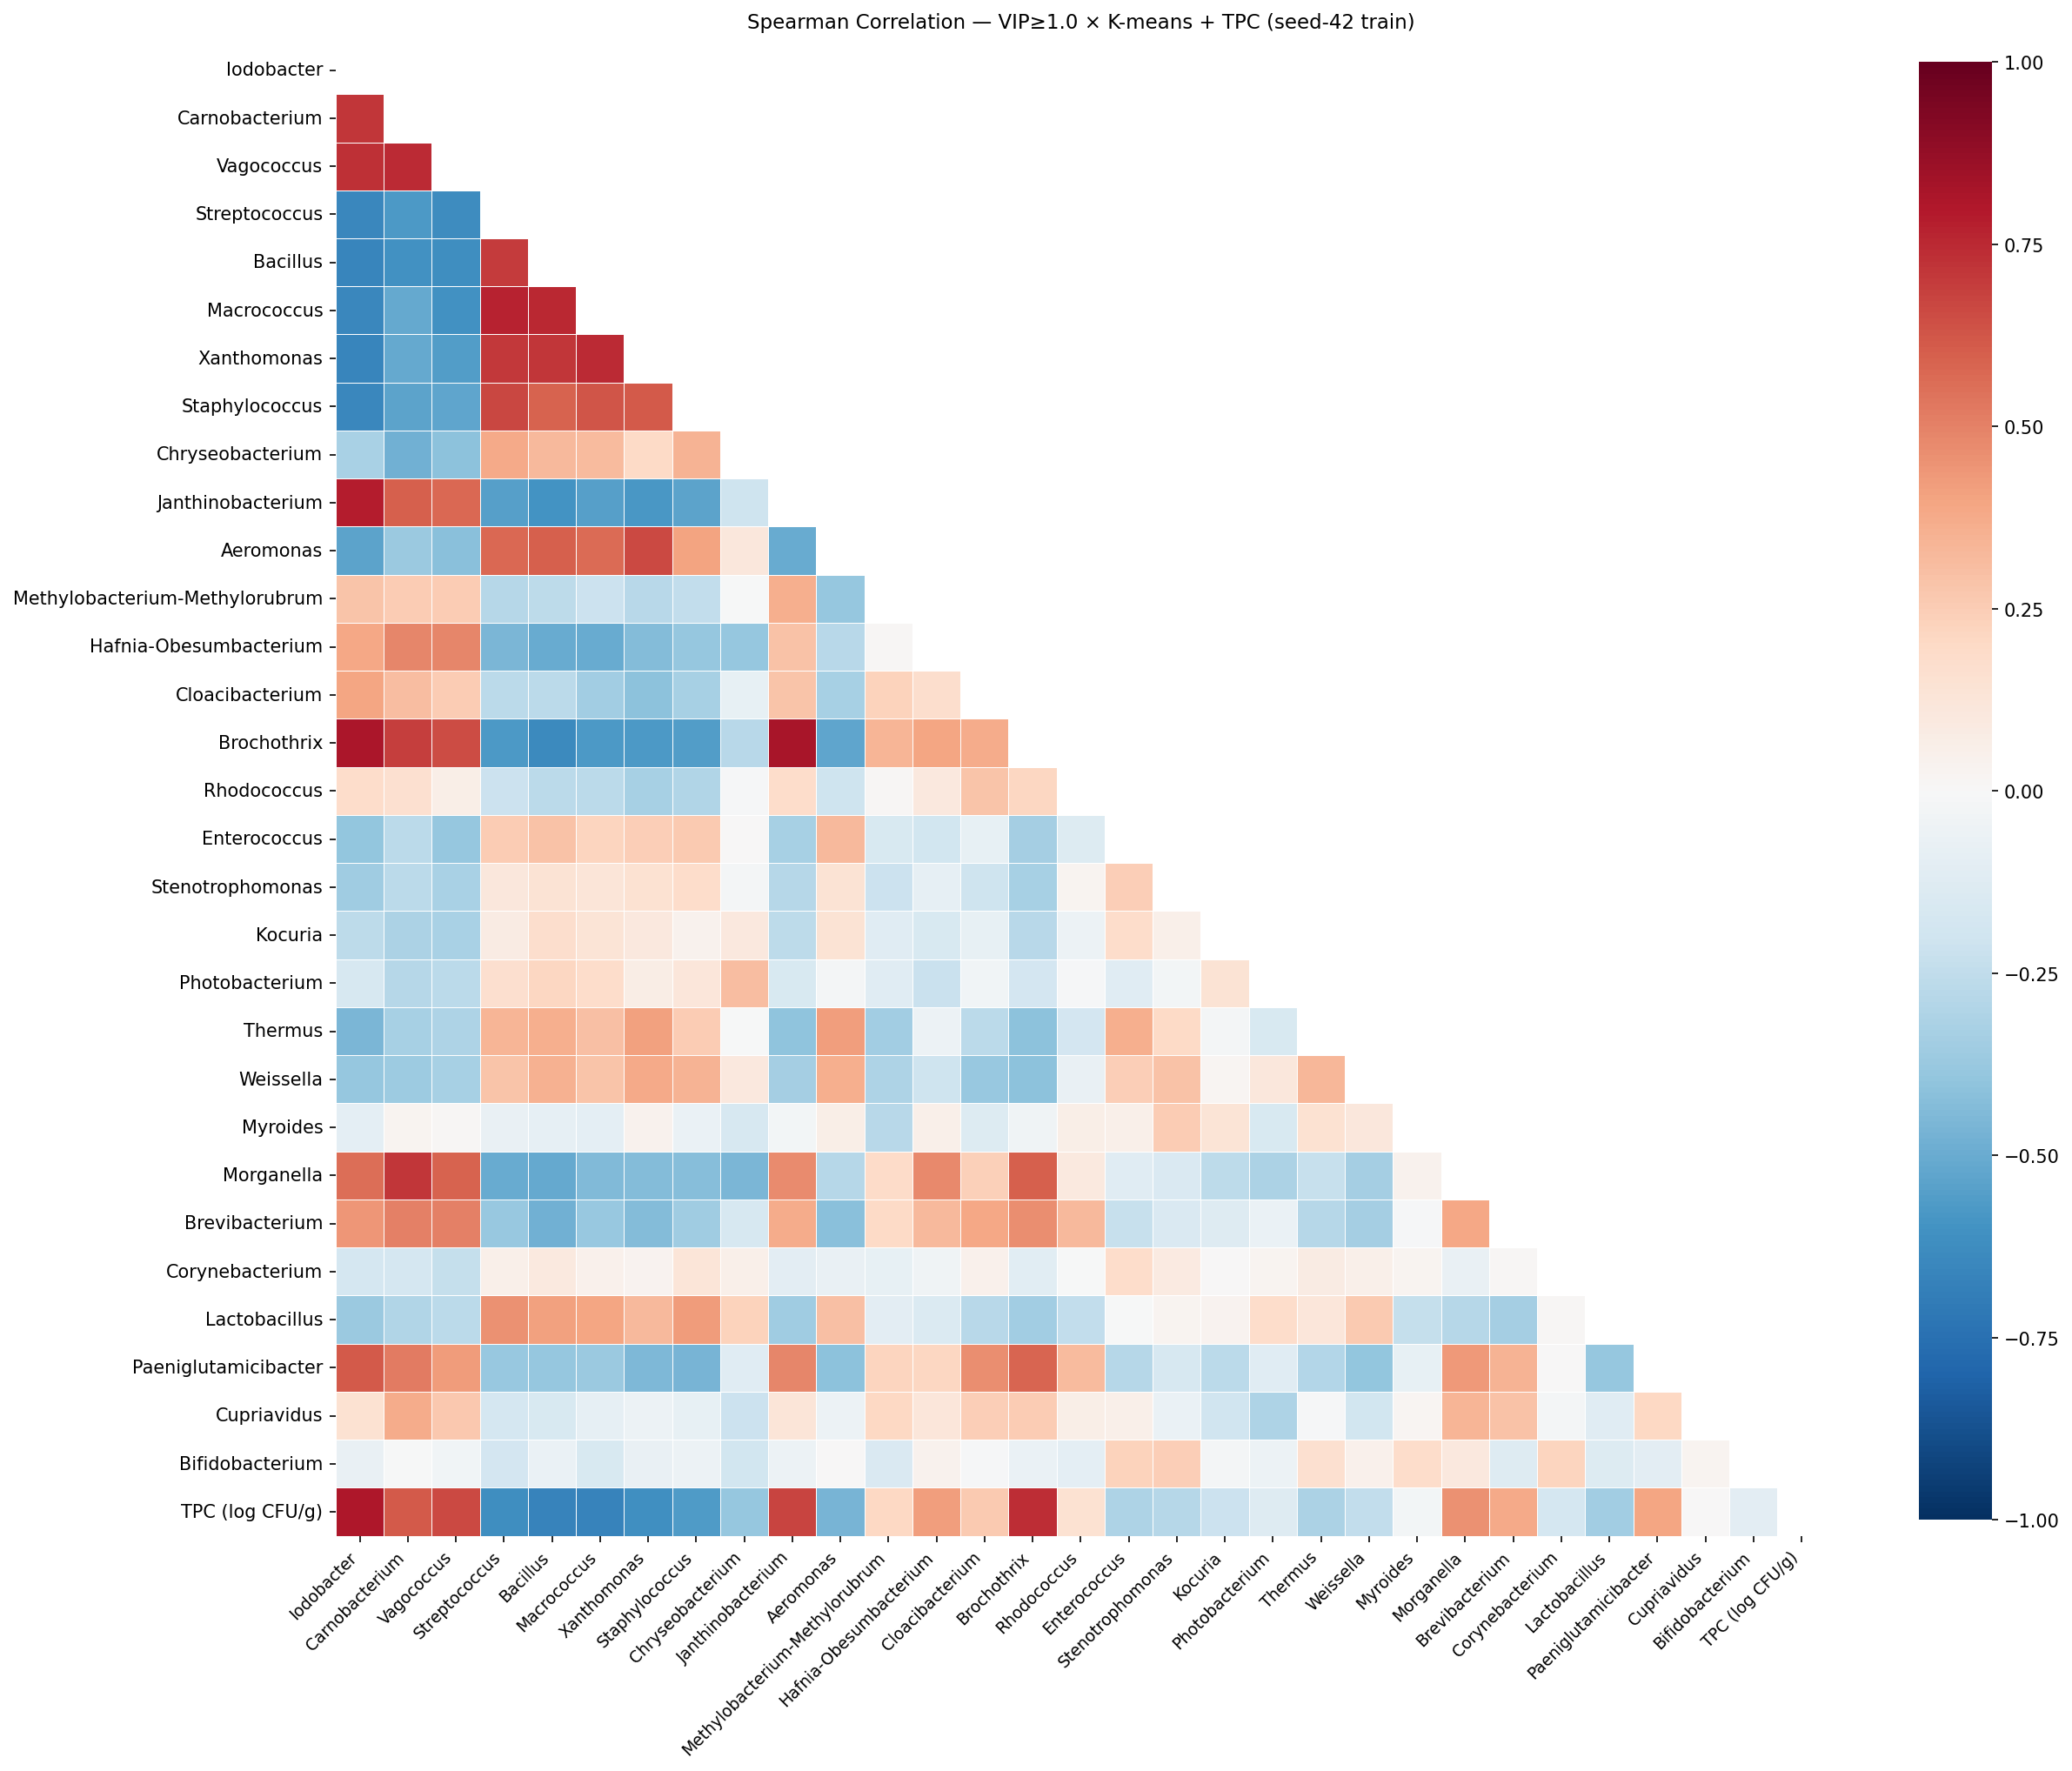 Spearman Correlation — VIP≥1.0 × K-means + TPC (seed-42 train)
Iodobacter
Carnobacterium
Vagococcus
Streptococcus
Bacillus
Macrococcus
Xanthomonas
Staphylococcus
Chryseobacterium
Janthinobacterium
Aeromonas
Methylobacterium-Methylorubrum
Hafnia-Obesumbacterium
Cloacibacterium
Brochothrix
Rhodococcus
Enterococcus
Stenotrophomonas
Kocuria
Photobacterium
Thermus
Weissella
Myroides
Morganella
Brevibacterium
Corynebacterium
Lactobacillus
Paeniglutamicibacter
Cupriavidus
Bifidobacterium
TPC (log CFU/g)
Iodobacter
Carnobacterium
Vagococcus
Streptococcus
Bacillus
Macrococcus
Xanthomonas
Staphylococcus
Chryseobacterium
Janthinobacterium
Aeromonas
Methylobacterium-Methylorubrum
Hafnia-Obesumbacterium
Cloacibacterium
Brochothrix
Rhodococcus
Enterococcus
Stenotrophomonas
Kocuria
Photobacterium
Thermus
Weissella
Myroides
Morganella
Brevibacterium
Corynebacterium
Lactobacillus
Paeniglutamicibacter
Cupriavidus
Bifidobacterium
TPC (log CFU/g)
1.00
0.75
0.50
0.25
0.00
−0.25
−0.50
−0.75
−1.00